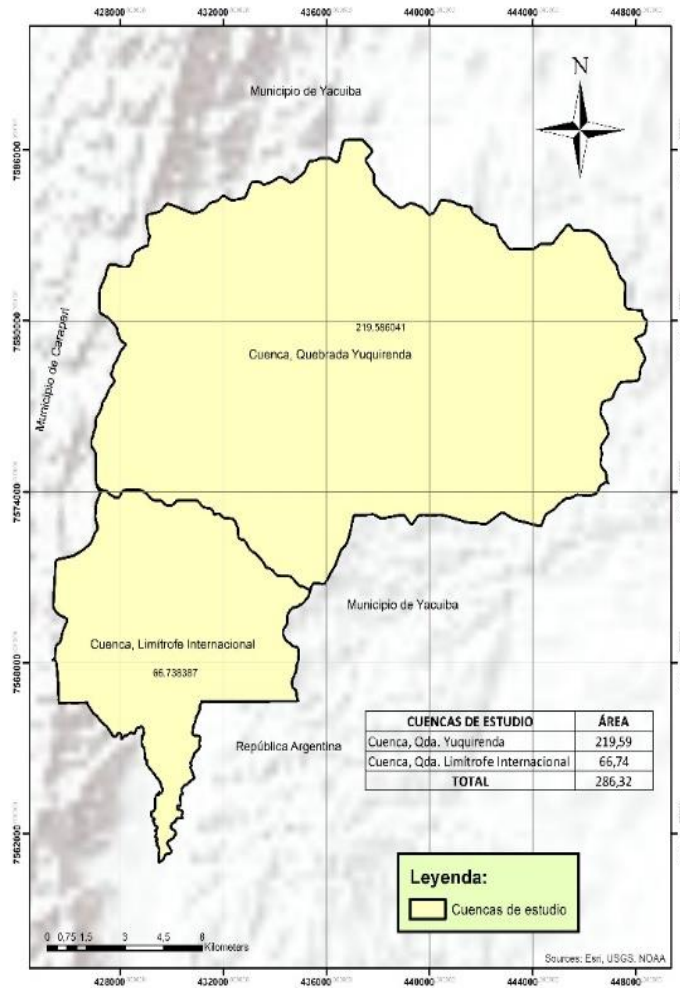 428000 432000 436000 440000 444000 448000
N
Municipio de Yacuiba
7586000
7580000
219,586041
Cuenca, Quebrada Yuquirenda
Municipio de Caraparí
7574000
Municipio de Yacuiba
Cuenca, Limítrofe Internacional
7568000
66,738387
República Argentina
CUENCAS DE ESTUDIO ÁREA
Cuenca, Qda. Yuquirenda 219,59
Cuenca, Qda. Limítrofe Internacional 66,74
TOTAL 286,32
7562000
Leyenda:
Cuencas de estudio
0 0,75 1,5 3 4,5 6
Kilometers
Sources: Esri, USGS, NOAA
428000 432000 436000 440000 444000 448000